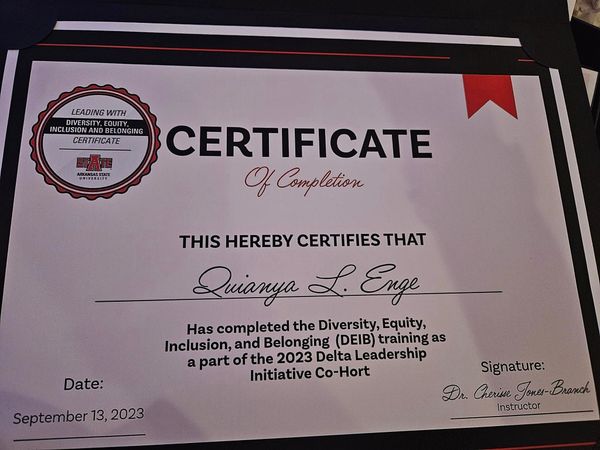 LEADING WITH
DIVERSITY, EQUITY,
INCLUSION AND BELONGING
CERTIFICATE
STATE
ARKANSAS STATE
UNIVERSITY
CERTIFICATE
Of Completion
THIS HEREBY CERTIFIES THAT
Quianya L. Enge
Has completed the Diversity, Equity,
Inclusion, and Belonging (DEIB) training as
a part of the 2023 Delta Leadership
Initiative Co-Hort
Date:
September 13, 2023
Signature:
Dr. Cherisse Jones-Branch
Instructor